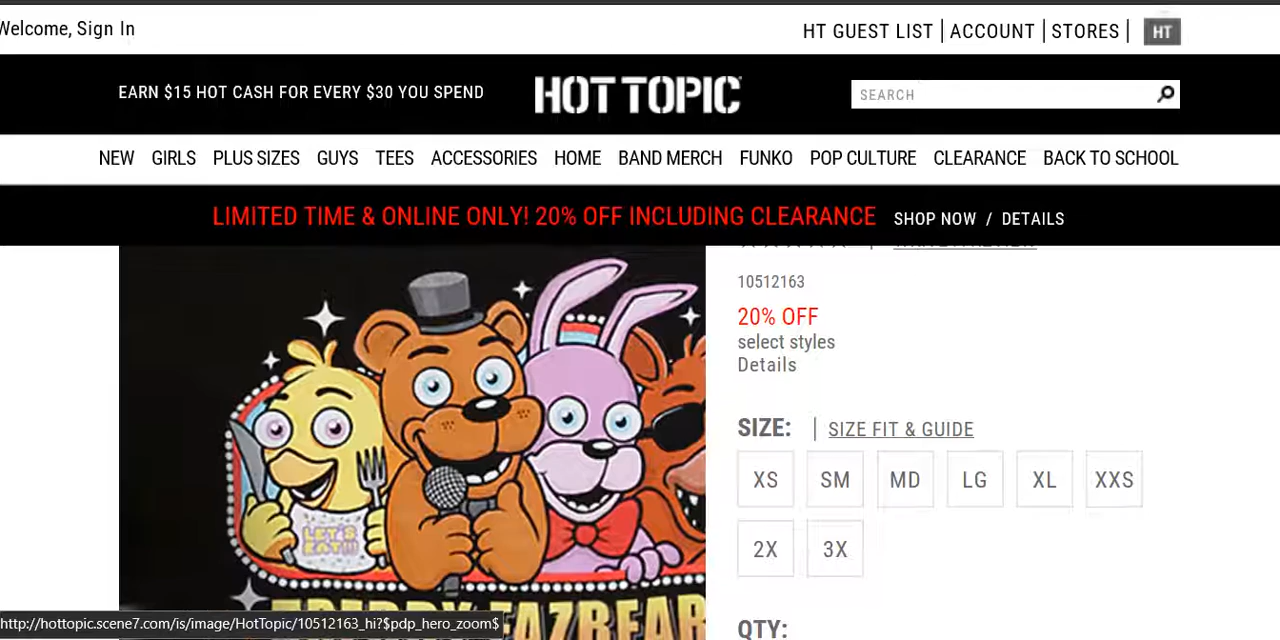 Welcome, Sign In
HT GUEST LIST | ACCOUNT | STORES | HT
EARN $15 HOT CASH FOR EVERY $30 YOU SPEND
HOT TOPIC
SEARCH
NEW GIRLS PLUS SIZES GUYS TEES ACCESSORIES HOME BAND MERCH FUNKO POP CULTURE CLEARANCE BACK TO SCHOOL
LIMITED TIME & ONLINE ONLY! 20% OFF INCLUDING CLEARANCE SHOP NOW / DETAILS
10512163
20% OFF
select styles
Details
SIZE: | SIZE FIT & GUIDE
XS SM MD LG XL XXS
2X 3X
QTY:
LET'S
EAT!!!
FREDDY FAZBEAR
http://hottopic.scene7.com/is/image/HotTopic/10512163_hi?$pdp_hero_zoom$